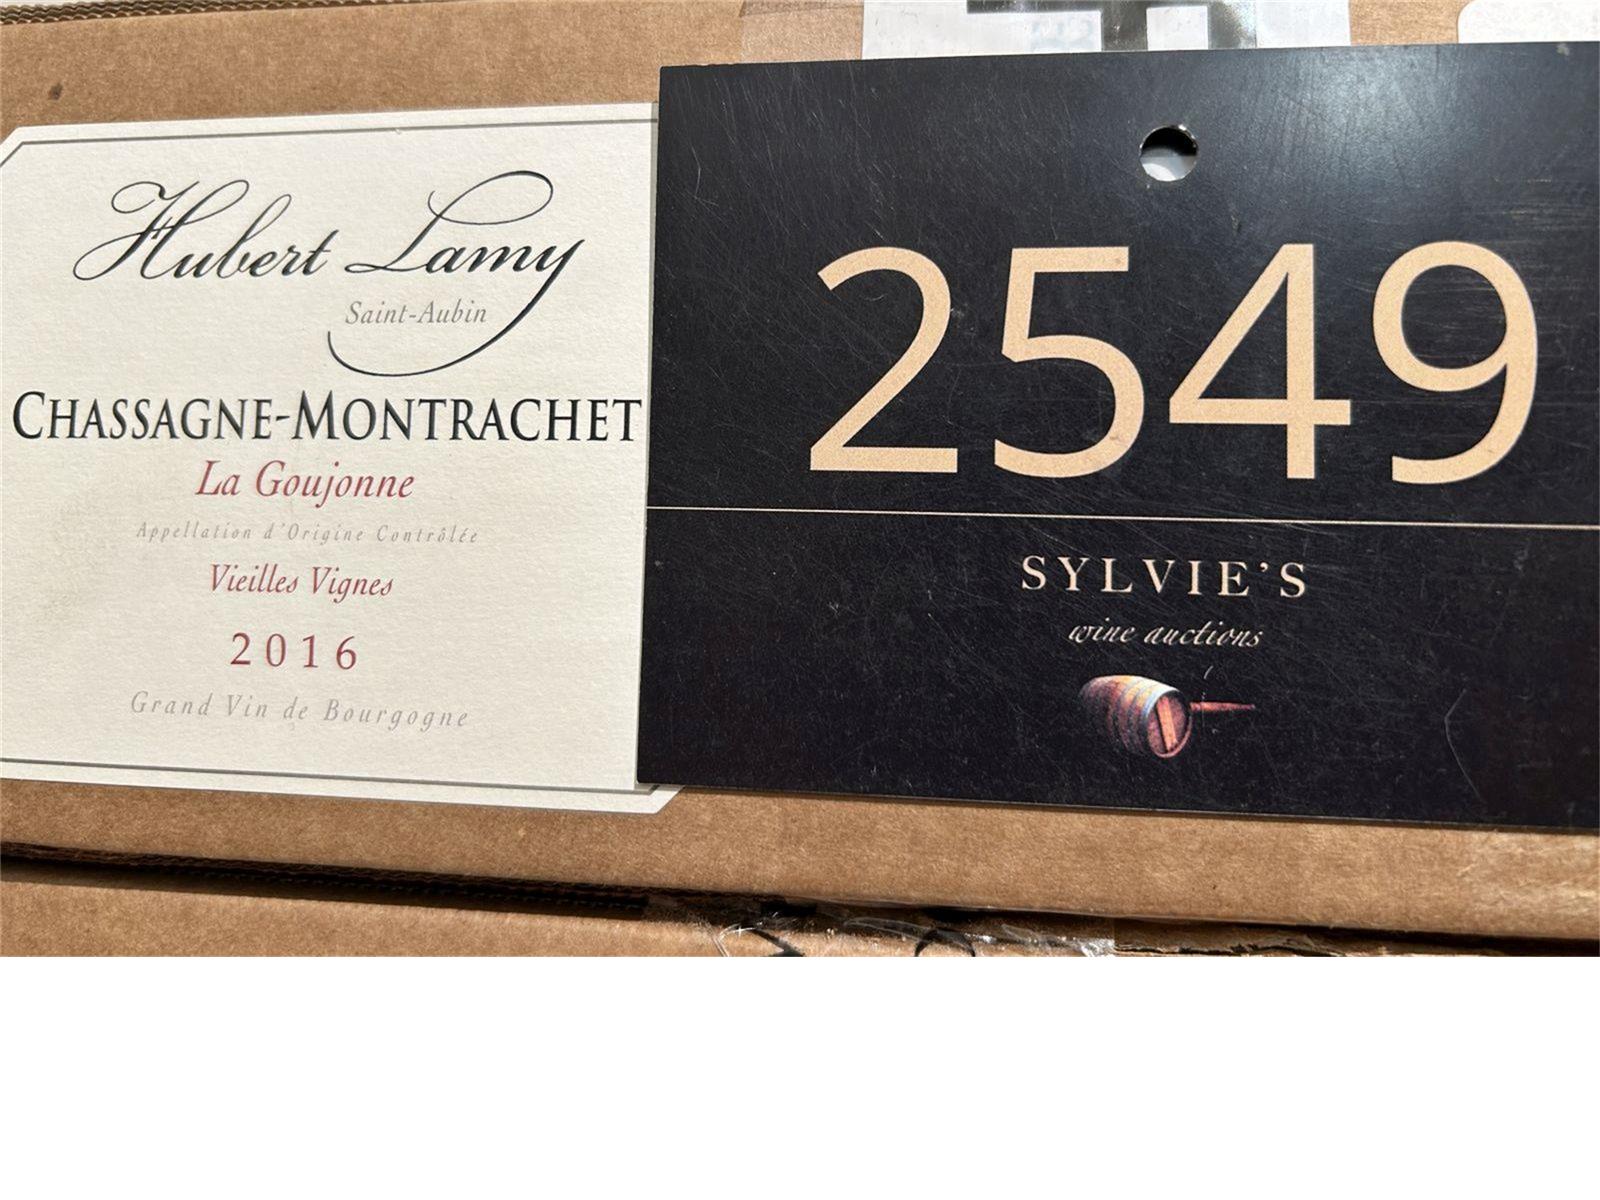 Hubert Lamy
Saint-Aubin
CHASSAGNE-MONTRACHET
La Goujonne
Appellation d'Origine Contrôlée
Vieilles Vignes
2016
Grand Vin de Bourgogne
2549
SYLVIE'S
wine auctions